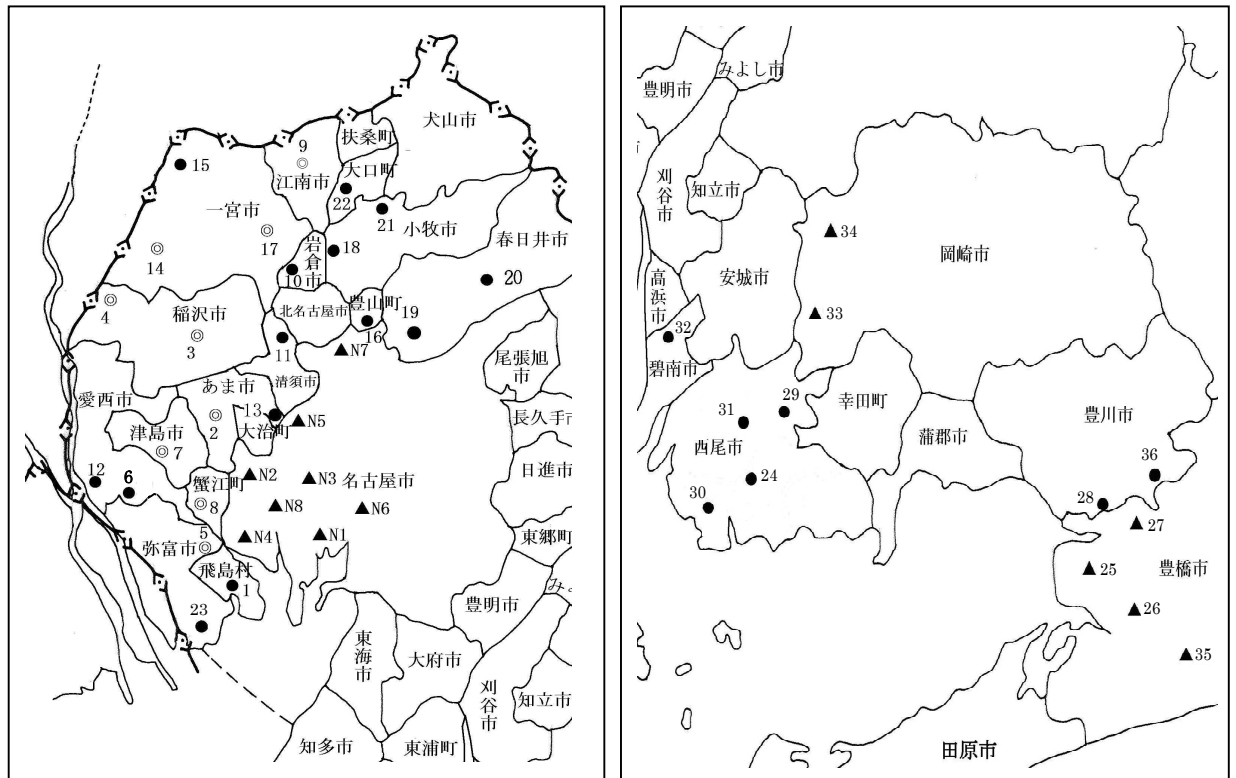 犬山市
扶桑町
9
江南市
大口町
22
15
一宮市
17
21
小牧市
春日井市
14
岩倉市
18
10
20
4
稲沢市
3
北名古屋市
豊山町
16
19
11
N7
尾張旭市
清須市
あま市
愛西市
13
N5
長久手市
津島市
7
2
大治町
12
6
蟹江町
8
N2
N3
名古屋市
日進市
N8
N6
5
弥富市
N4
N1
東郷町
飛島村
1
み
豊明市
23
東海市
大府市
刈谷市
知立市
知多市
東浦町
みよし市
豊明市
刈谷市
知立市
34
岡崎市
安城市
高浜市
32
33
碧南市
29
31
幸田町
豊川市
西尾市
蒲郡市
24
36
30
28
27
25
豊橋市
26
35
田原市